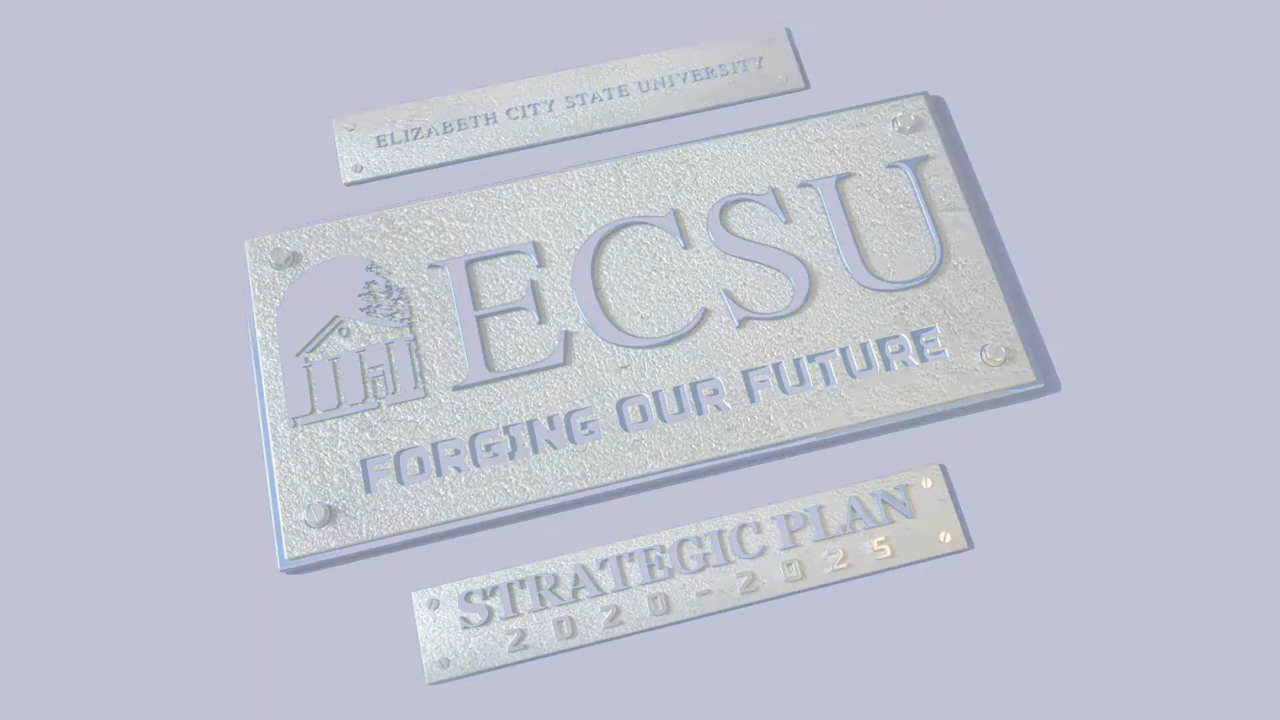 ELIZABETH CITY STATE UNIVERSITY
ECSU
FORGING OUR FUTURE
STRATEGIC PLAN
2020-2025